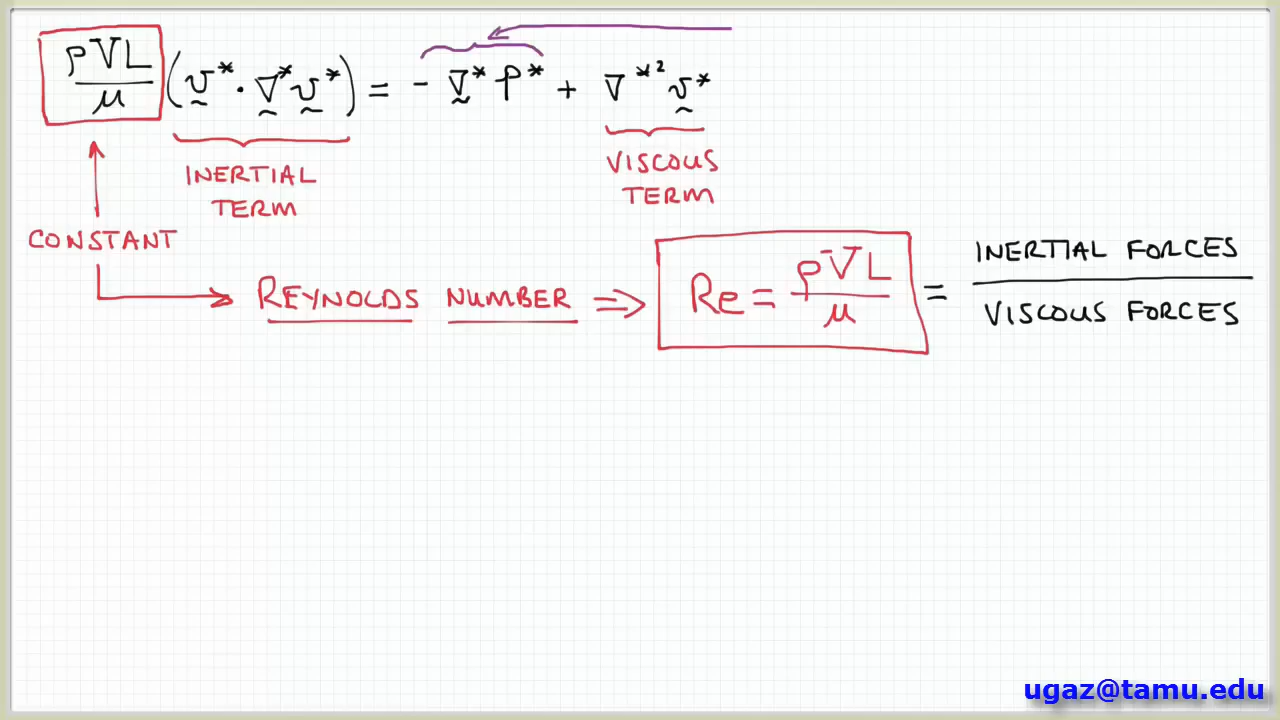 ρVL/μ (v* · ∇*v*) = - ∇*P* + ∇*²v*
INERTIAL TERM
VISCOUS TERM
CONSTANT
REYNOLDS NUMBER ⇒ Re = ρVL/μ = INERTIAL FORCES / VISCOUS FORCES
ugaz@tamu.edu